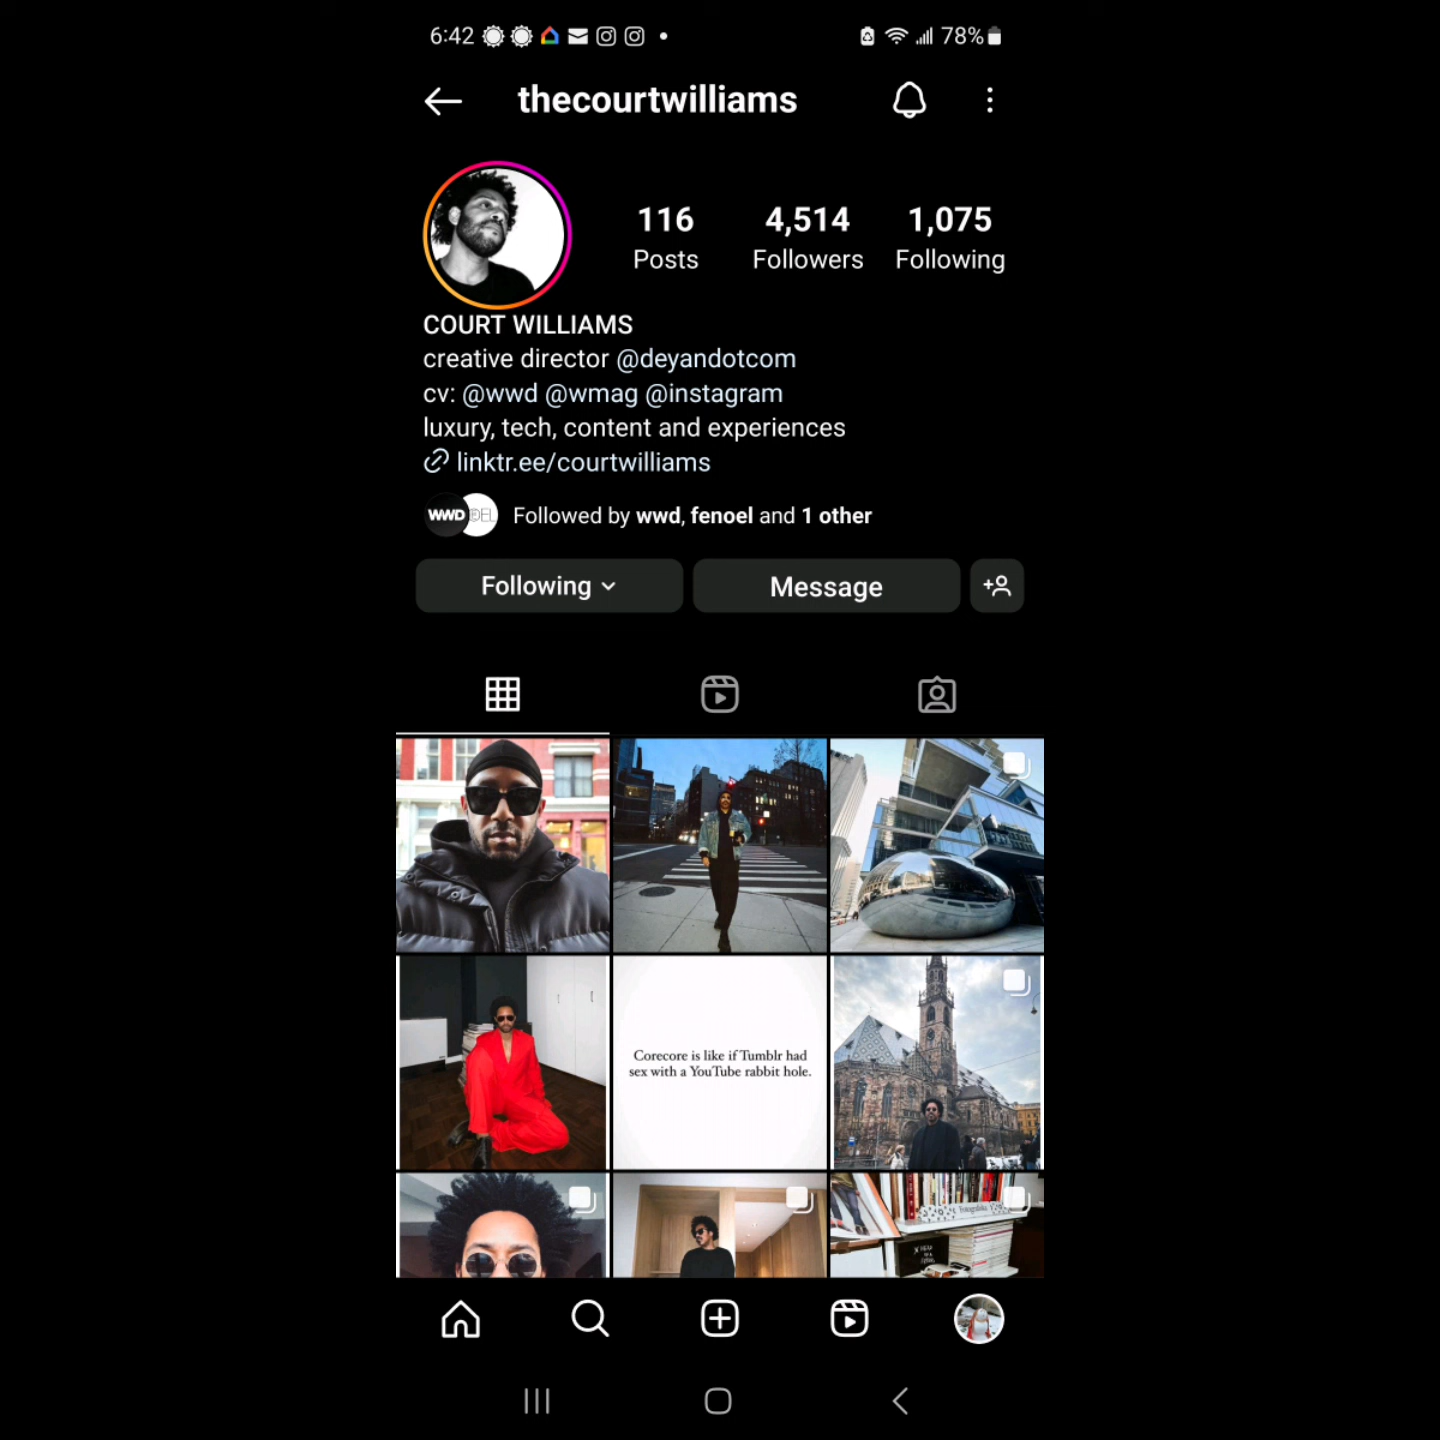 6:42
78%
thecourtwilliams
116
4,514
1,075
Posts
Followers
Following
COURT WILLIAMS
creative director @deyandotcom
cv: @wwd @wmag @instagram
luxury, tech, content and experiences
linktr.ee/courtwilliams
WWD
Followed by wwd, fenoel and 1 other
Following
Message
Corecore is like if Tumblr had
sex with a YouTube rabbit hole.